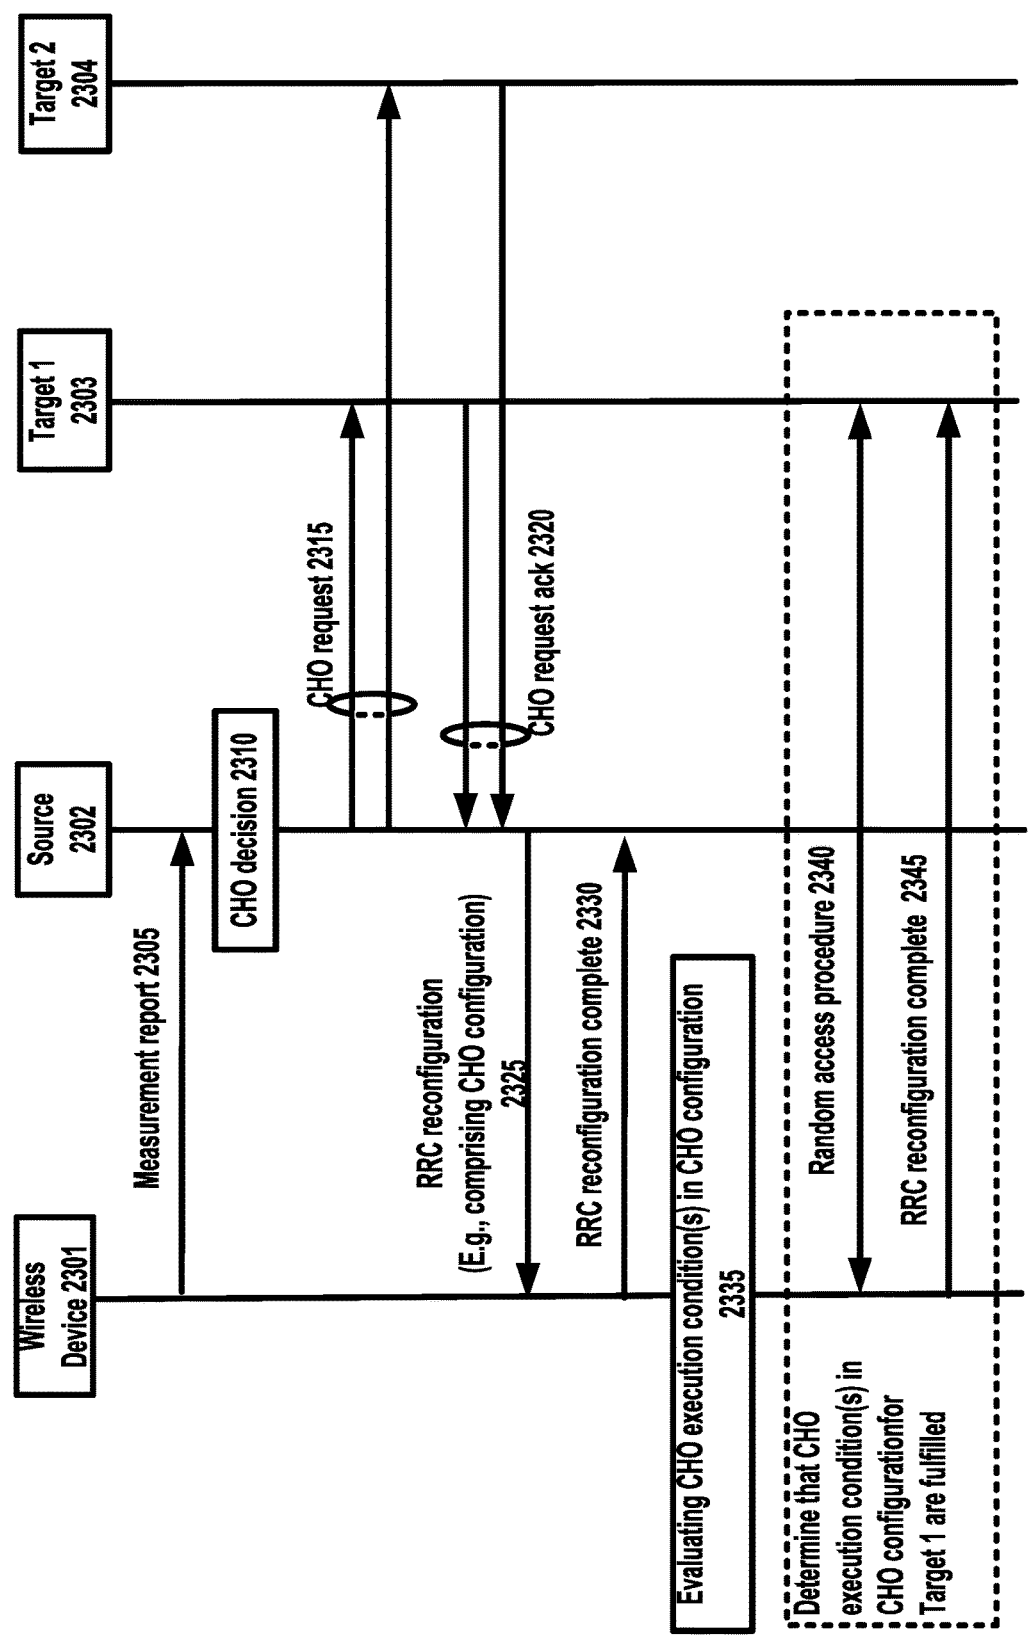 Wireless
Device 2301
Source
2302
Target 1
2303
Target 2
2304
Measurement report 2305
CHO decision 2310
CHO request 2315
CHO request ack 2320
RRC reconfiguration
(E.g., comprising CHO configuration)
2325
RRC reconfiguration complete 2330
Evaluating CHO execution condition(s) in CHO configuration
2335
Determine that CHO
execution condition(s) in
CHO configurationfor
Target 1 are fulfilled
Random access procedure 2340
RRC reconfiguration complete 2345